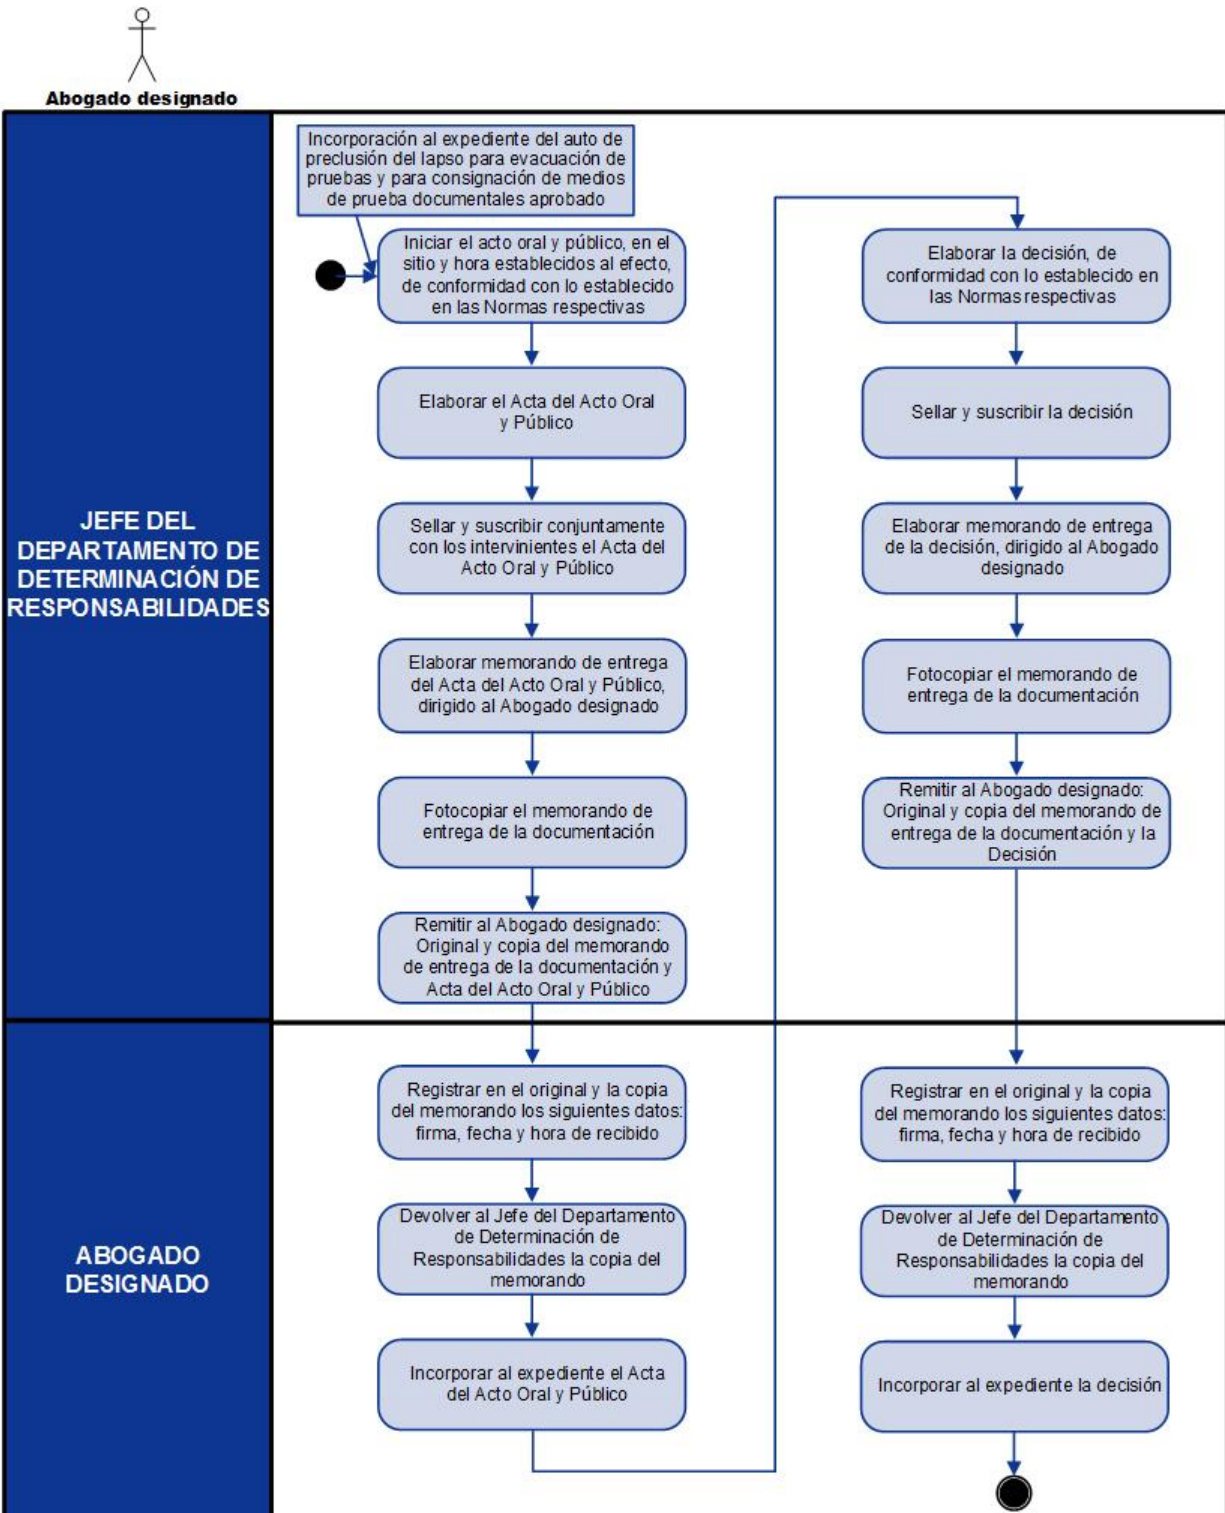 Abogado designado
JEFE DEL
DEPARTAMENTO DE
DETERMINACIÓN DE
RESPONSABILIDADES
Incorporación al expediente del auto de
preclusión del lapso para evacuación de
pruebas y para consignación de medios
de prueba documentales aprobado
Iniciar el acto oral y público, en el
sitio y hora establecidos al efecto,
de conformidad con lo establecido
en las Normas respectivas
Elaborar el Acta del Acto Oral
y Público
Sellar y suscribir conjuntamente
con los intervinientes el Acta del
Acto Oral y Público
Elaborar memorando de entrega
del Acta del Acto Oral y Público,
dirigido al Abogado designado
Fotocopiar el memorando de
entrega de la documentación
Remitir al Abogado designado:
Original y copia del memorando
de entrega de la documentación y
Acta del Acto Oral y Público
ABOGADO
DESIGNADO
Registrar en el original y la copia
del memorando los siguientes datos:
firma, fecha y hora de recibido
Devolver al Jefe del Departamento
de Determinación de
Responsabilidades la copia del
memorando
Incorporar al expediente el Acta
del Acto Oral y Público
Elaborar la decisión, de
conformidad con lo establecido en
las Normas respectivas
Sellar y suscribir la decisión
Elaborar memorando de entrega
de la decisión, dirigido al Abogado
designado
Fotocopiar el memorando de
entrega de la documentación
Remitir al Abogado designado:
Original y copia del memorando de
entrega de la documentación y la
Decisión
Registrar en el original y la copia
del memorando los siguientes datos:
firma, fecha y hora de recibido
Devolver al Jefe del Departamento
de Determinación de
Responsabilidades la copia del
memorando
Incorporar al expediente la decisión